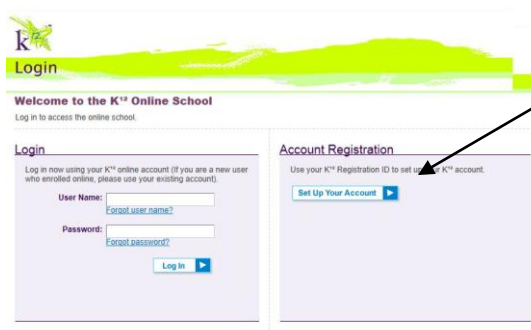 k12
Login
Welcome to the K¹² Online School
Log in to access the online school.
Login
Log in now using your K¹² online account (If you are a new user
who enrolled online, please use your existing account).
User Name:
Forgot user name?
Password:
Forgot password?
Log In
Account Registration
Use your K¹² Registration ID to set up your K¹² account.
Set Up Your Account